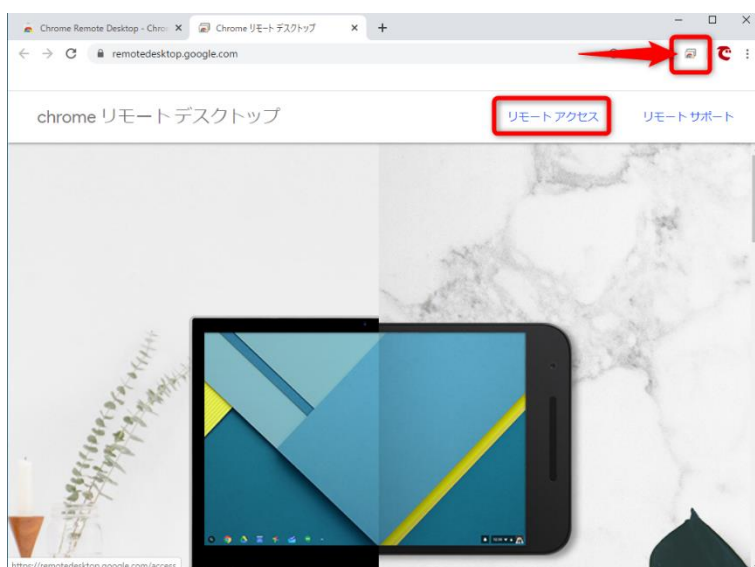 Chrome Remote Desktop - Chro
Chrome リモート デスクトップ
remotedesktop.google.com
chrome リモート デスクトップ
リモート アクセス
リモート サポート
https://remotedesktop.google.com/access